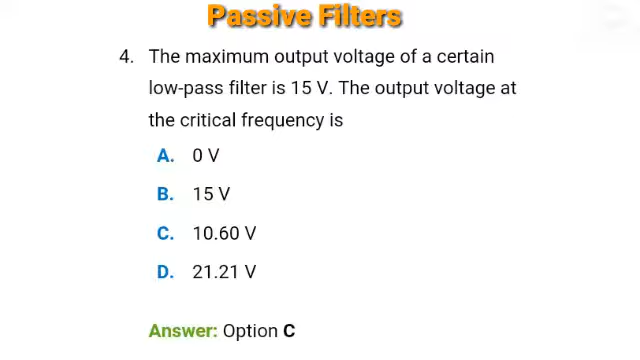 Passive Filters
4. The maximum output voltage of a certain
low-pass filter is 15 V. The output voltage at
the critical frequency is
A. 0 V
B. 15 V
C. 10.60 V
D. 21.21 V
Answer: Option C